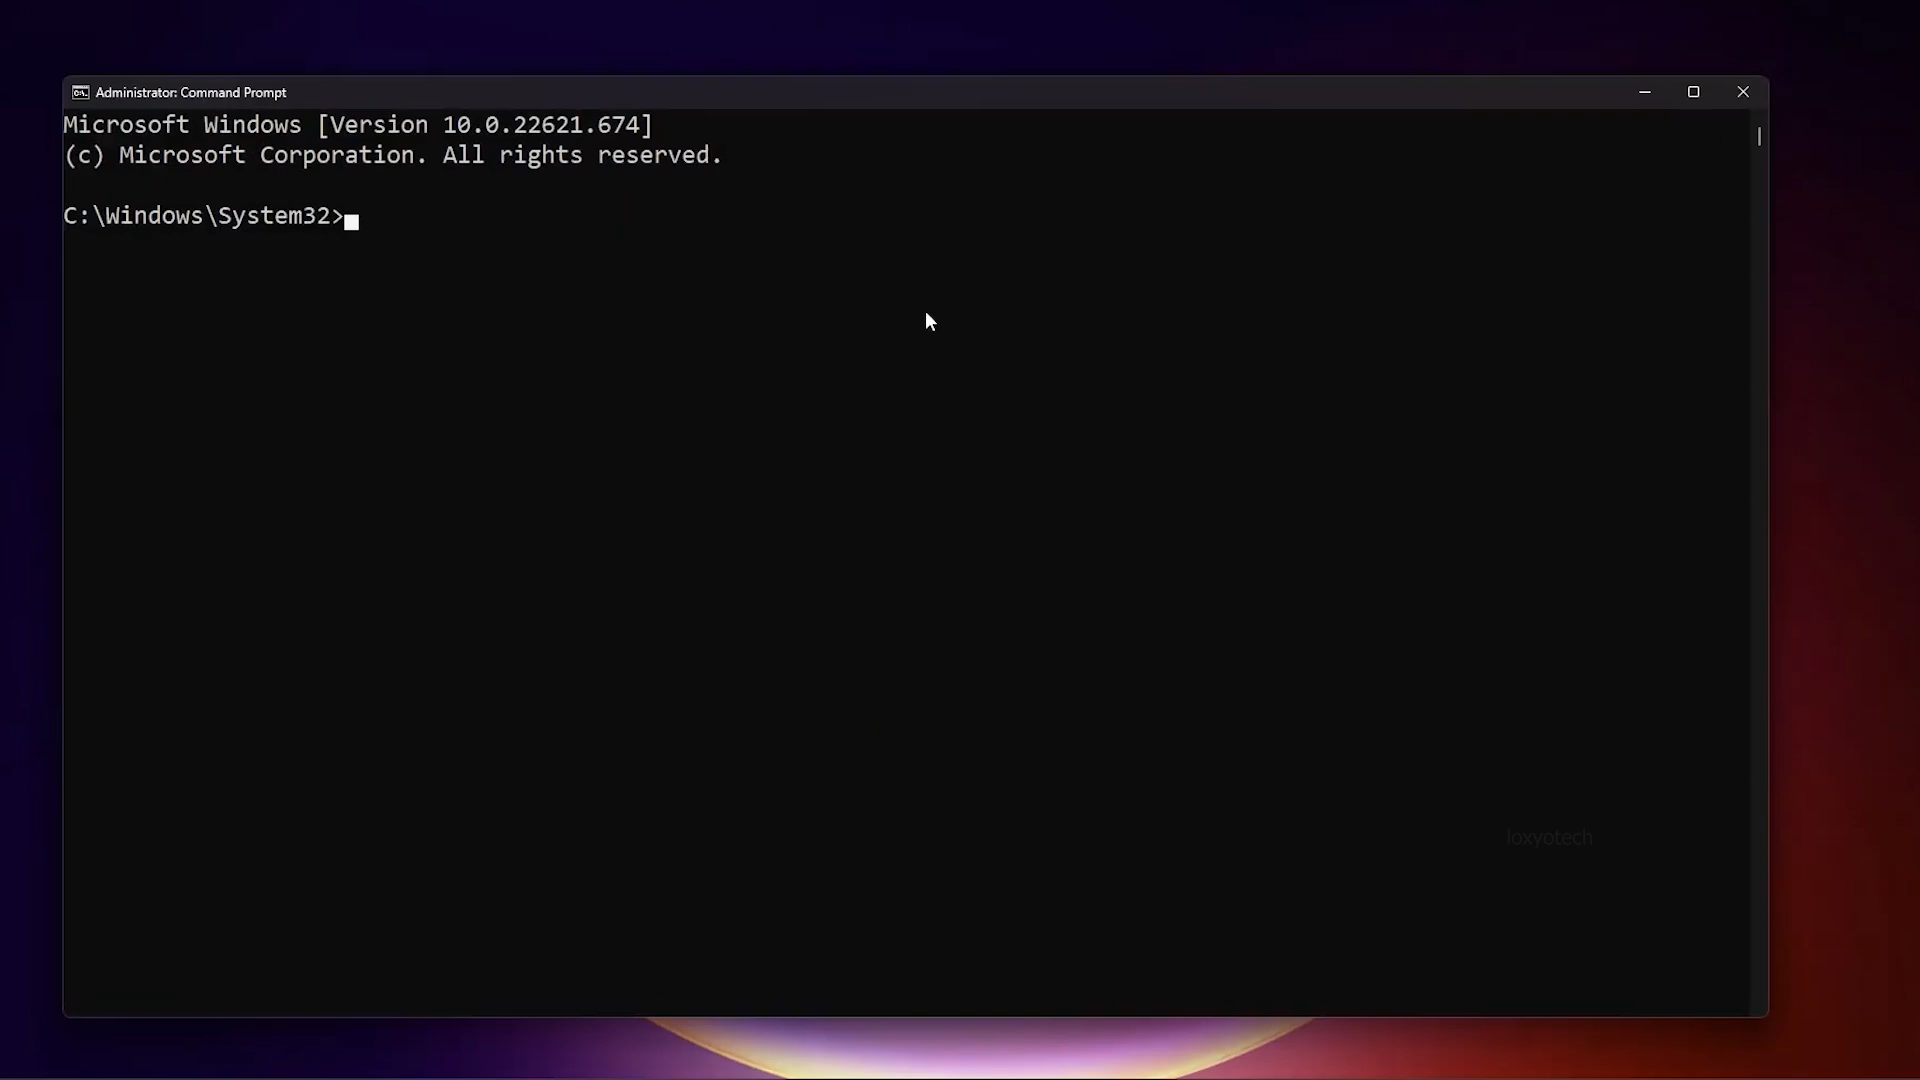 Administrator: Command Prompt
Microsoft Windows [Version 10.0.22621.674]
(c) Microsoft Corporation. All rights reserved.
C:\Windows\System32>
loxyotech